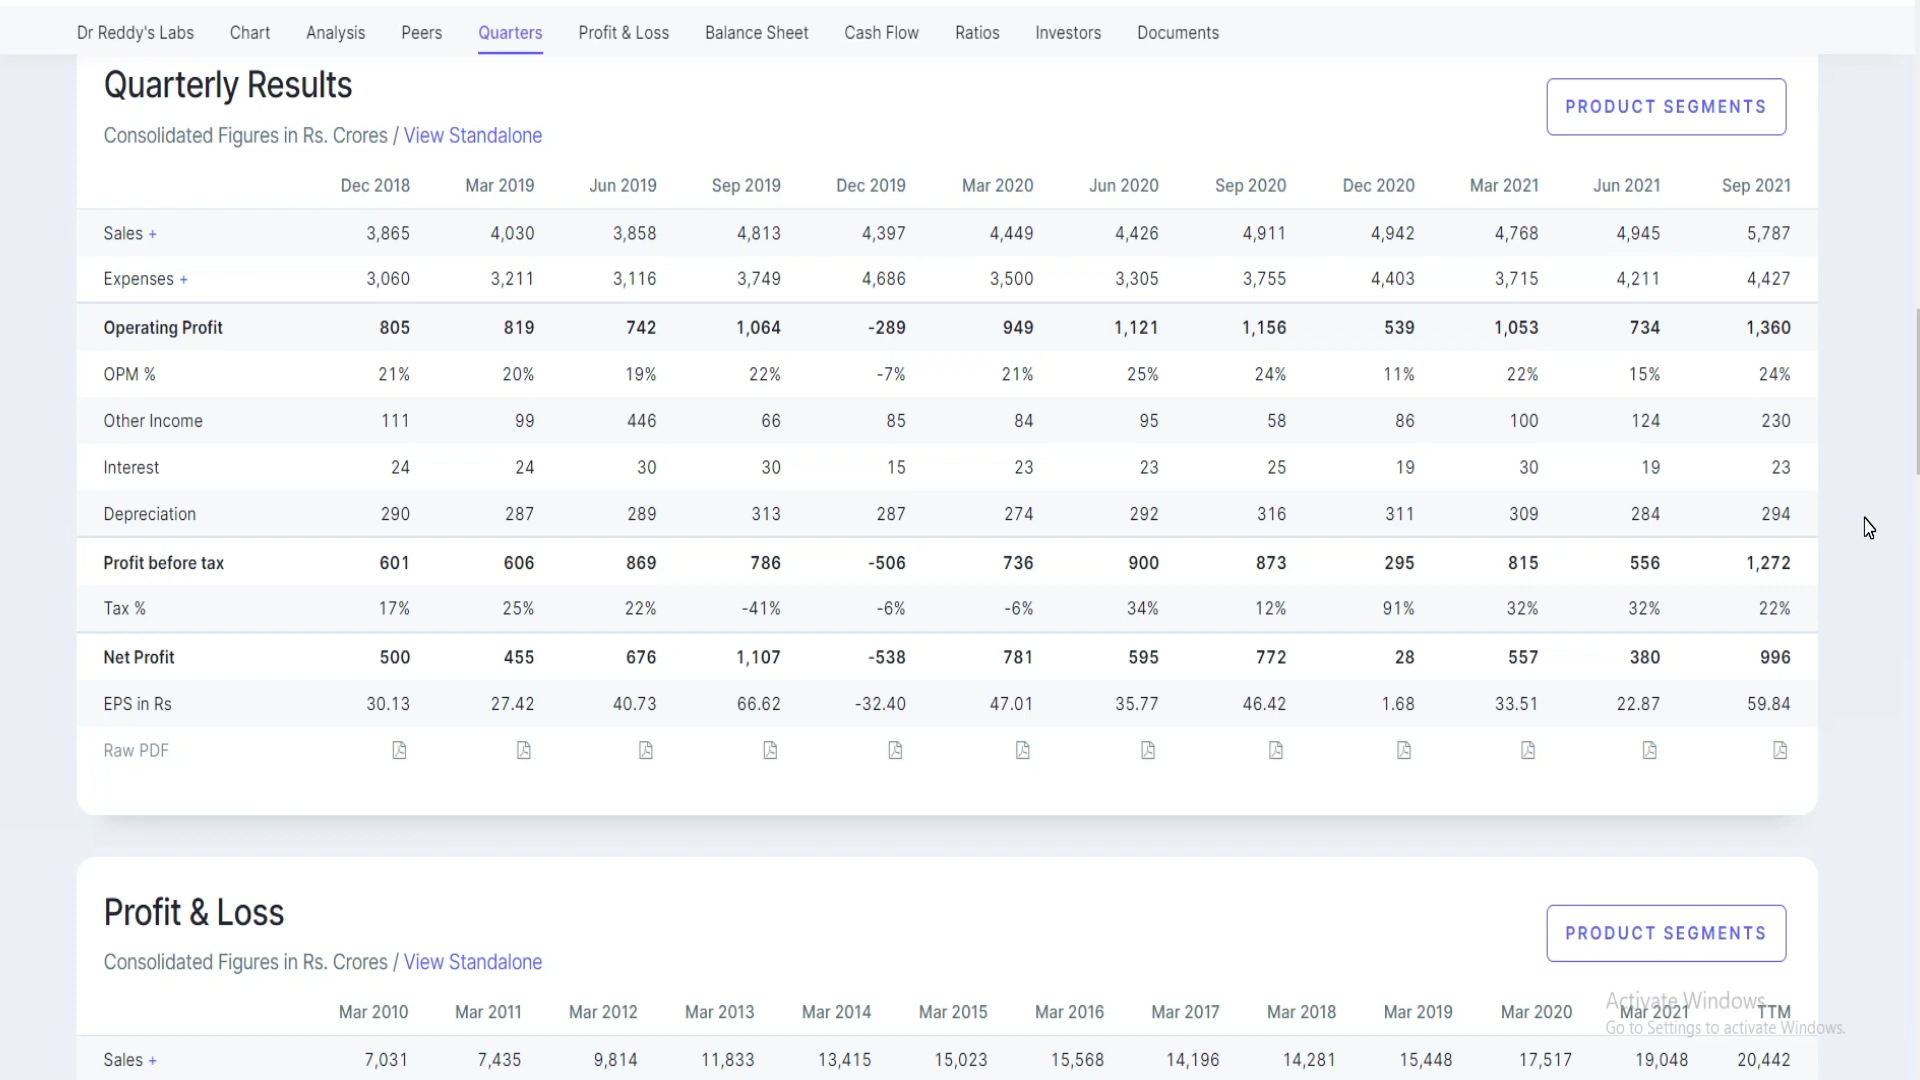 Dr Reddy's Labs Chart Analysis Peers Quarters Profit & Loss Balance Sheet Cash Flow Ratios Investors Documents
Quarterly Results
PRODUCT SEGMENTS
Consolidated Figures in Rs. Crores / View Standalone
Dec 2018 Mar 2019 Jun 2019 Sep 2019 Dec 2019 Mar 2020 Jun 2020 Sep 2020 Dec 2020 Mar 2021 Jun 2021 Sep 2021
Sales + 3,865 4,030 3,858 4,813 4,397 4,449 4,426 4,911 4,942 4,768 4,945 5,787
Expenses + 3,060 3,211 3,116 3,749 4,686 3,500 3,305 3,755 4,403 3,715 4,211 4,427
Operating Profit 805 819 742 1,064 -289 949 1,121 1,156 539 1,053 734 1,360
OPM % 21% 20% 19% 22% -7% 21% 25% 24% 11% 22% 15% 24%
Other Income 111 99 446 66 85 84 95 58 86 100 124 230
Interest 24 24 30 30 15 23 23 25 19 30 19 23
Depreciation 290 287 289 313 287 274 292 316 311 309 284 294
Profit before tax 601 606 869 786 -506 736 900 873 295 815 556 1,272
Tax % 17% 25% 22% -41% -6% -6% 34% 12% 91% 32% 32% 22%
Net Profit 500 455 676 1,107 -538 781 595 772 28 557 380 996
EPS in Rs 30.13 27.42 40.73 66.62 -32.40 47.01 35.77 46.42 1.68 33.51 22.87 59.84
Raw PDF
Profit & Loss
PRODUCT SEGMENTS
Consolidated Figures in Rs. Crores / View Standalone
Activate Windows
Mar 2010 Mar 2011 Mar 2012 Mar 2013 Mar 2014 Mar 2015 Mar 2016 Mar 2017 Mar 2018 Mar 2019 Mar 2020 Mar 2021 TTM
Go to Settings to activate Windows.
Sales + 7,031 7,435 9,814 11,833 13,415 15,023 15,568 14,196 14,281 15,448 17,517 19,048 20,442